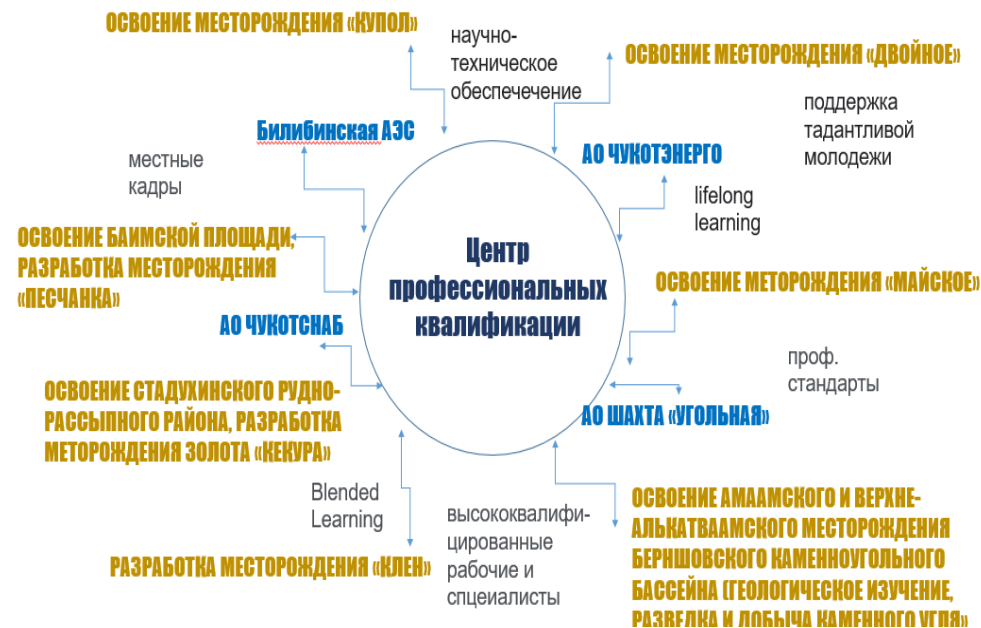 ОСВОЕНИЕ МЕСТОРОЖДЕНИЯ «КУПОЛ»
научно-
техническое
обеспечечение
ОСВОЕНИЕ МЕСТОРОЖДЕНИЯ «ДВОЙНОЕ»
поддержка
тадантливой
молодежи
Билибинская АЭС
АО ЧУКОТЭНЕРГО
местные
кадры
lifelong
learning
ОСВОЕНИЕ БАИМСКОЙ ПЛОЩАДИ,
РАЗРАБОТКА МЕСТОРОЖДЕНИЯ
«ПЕСЧАНКА»
Центр
профессиональных
квалификации
ОСВОЕНИЕ МЕТОРОЖДЕНИЯ «МАЙСКОЕ»
АО ЧУКОТСНАБ
проф.
стандарты
ОСВОЕНИЕ СТАДУХИНСКОГО РУДНО-
РАССЫПНОГО РАЙОНА, РАЗРАБОТКА
МЕТОРОЖДЕНИЯ ЗОЛОТА «КЕКУРА»
АО ШАХТА «УГОЛЬНАЯ»
Blended
Learning
высококвалифи-
цированные
рабочие и
спцеиалисты
РАЗРАБОТКА МЕСТОРОЖДЕНИЯ «КЛЕН»
ОСВОЕНИЕ АМААМСКОГО И ВЕРХНЕ-
АЛЬКАТВААМСКОГО МЕСТОРОЖДЕНИЯ
БЕРНШОВСКОГО КАМЕННОУГОЛЬНОГО
БАССЕЙНА (ГЕОЛОГИЧЕСКОЕ ИЗУЧЕНИЕ,
РАЗВЕДКА И ДОБЫЧА КАМЕННОГО УГЛЯ»